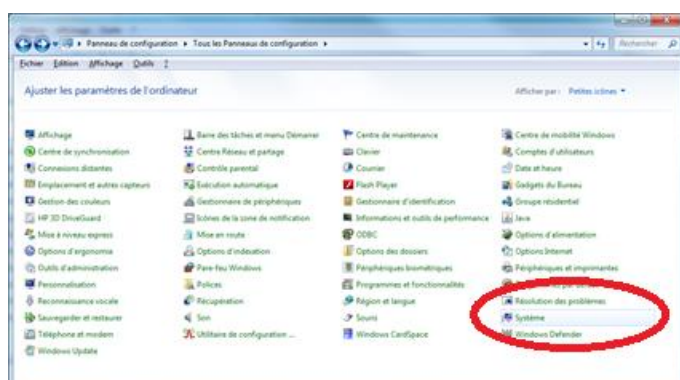 Panneau de configuration ▸ Tous les Panneaux de configuration ▸ Rechercher
Fichier Edition Affichage Outils ?
Ajuster les paramètres de l'ordinateur Afficher par : Petites icônes
Affichage Barre des tâches et menu Démarrer Centre de maintenance Centre de mobilité Windows
Centre de synchronisation Centre Réseau et partage Clavier Comptes d'utilisateurs
Connexions distantes Contrôle parental Courrier Date et heure
Emplacement et autres capteurs Exécution automatique Flash Player Gadgets du Bureau
Gestion des couleurs Gestionnaire de périphériques Gestionnaire d'identification Groupe résidentiel
HP 3D DriveGuard Icônes de la zone de notification Informations et outils de performance Java
Mise à niveau express Mise en route ODBC Options d'alimentation
Options d'ergonomie Options d'indexation Options des dossiers Options Internet
Outils d'administration Pare-feu Windows Périphériques biométriques Périphériques et imprimantes
Personnalisation Polices Programmes et fonctionnalités
Reconnaissance vocale Récupération Région et langue Résolution des problèmes
Sauvegarder et restaurer Son Souris Système
Téléphone et modem Utilitaire de configuration ... Windows CardSpace Windows Defender
Windows Update